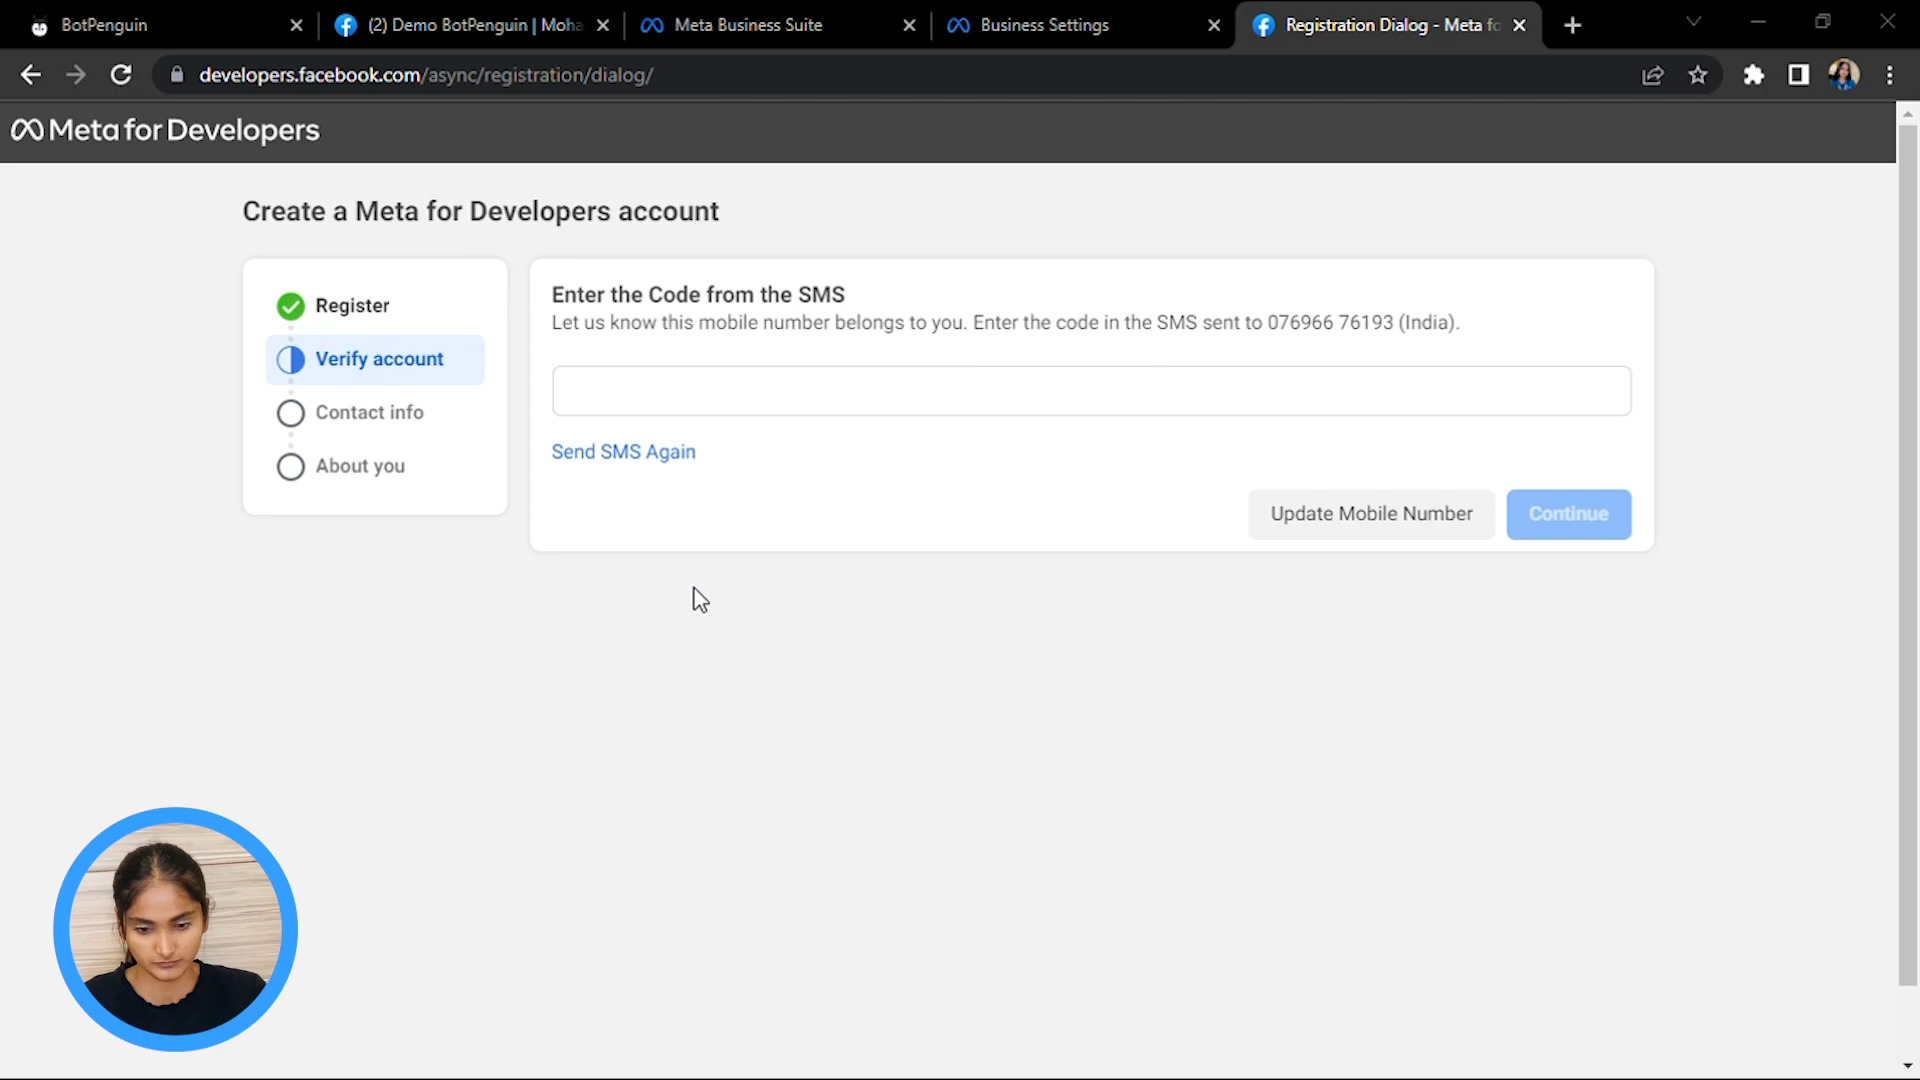 BotPenguin
(2) Demo BotPenguin | Moha
Meta Business Suite
Business Settings
Registration Dialog - Meta fo
developers.facebook.com/async/registration/dialog/
Meta for Developers
Create a Meta for Developers account
Register
Verify account
Contact info
About you
Enter the Code from the SMS
Let us know this mobile number belongs to you. Enter the code in the SMS sent to 076966 76193 (India).
Send SMS Again
Update Mobile Number
Continue